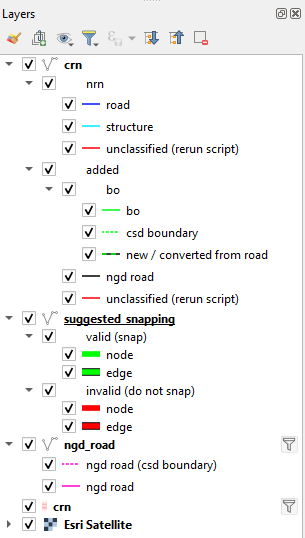 Layers
crn
nrn
road
structure
unclassified (rerun script)
added
bo
bo
csd boundary
new / converted from road
ngd road
unclassified (rerun script)
suggested_snapping
valid (snap)
node
edge
invalid (do not snap)
node
edge
ngd_road
ngd road (csd boundary)
ngd road
crn
Esri Satellite